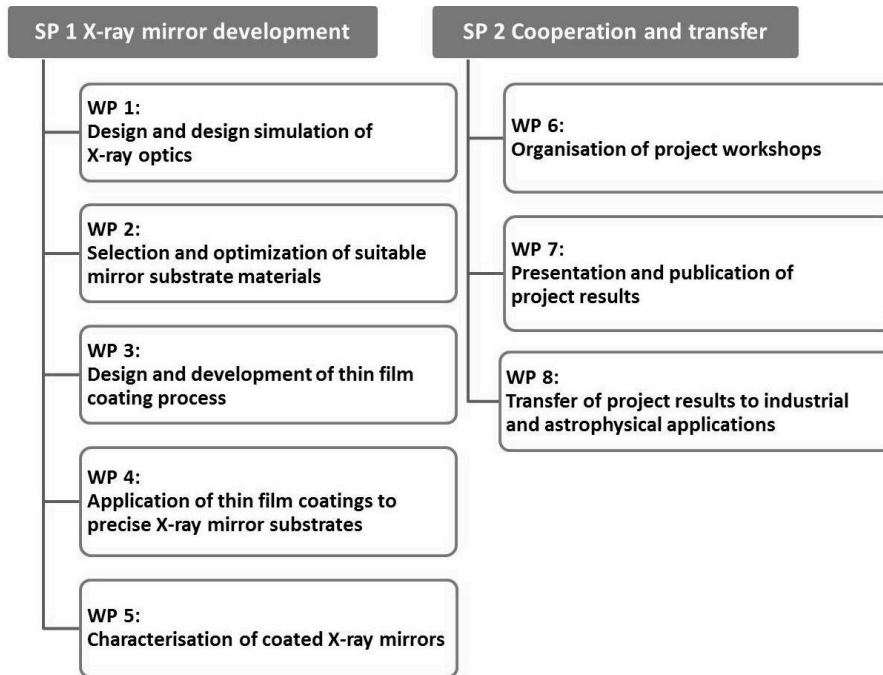 SP 1 X-ray mirror development
WP 1:
Design and design simulation of
X-ray optics
WP 2:
Selection and optimization of suitable
mirror substrate materials
WP 3:
Design and development of thin film
coating process
WP 4:
Application of thin film coatings to
precise X-ray mirror substrates
WP 5:
Characterisation of coated X-ray mirrors
SP 2 Cooperation and transfer
WP 6:
Organisation of project workshops
WP 7:
Presentation and publication of
project results
WP 8:
Transfer of project results to industrial
and astrophysical applications